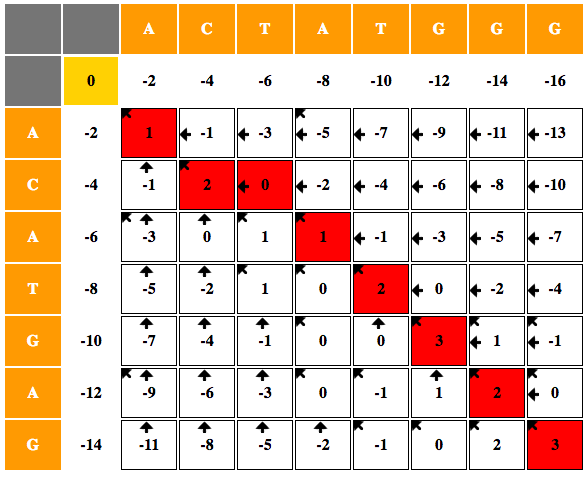 A C T A T G G G
0 -2 -4 -6 -8 -10 -12 -14 -16
A -2 1 -1 -3 -5 -7 -9 -11 -13
C -4 -1 2 0 -2 -4 -6 -8 -10
A -6 -3 0 1 1 -1 -3 -5 -7
T -8 -5 -2 1 0 2 0 -2 -4
G -10 -7 -4 -1 0 0 3 1 -1
A -12 -9 -6 -3 0 -1 1 2 0
G -14 -11 -8 -5 -2 -1 0 2 3